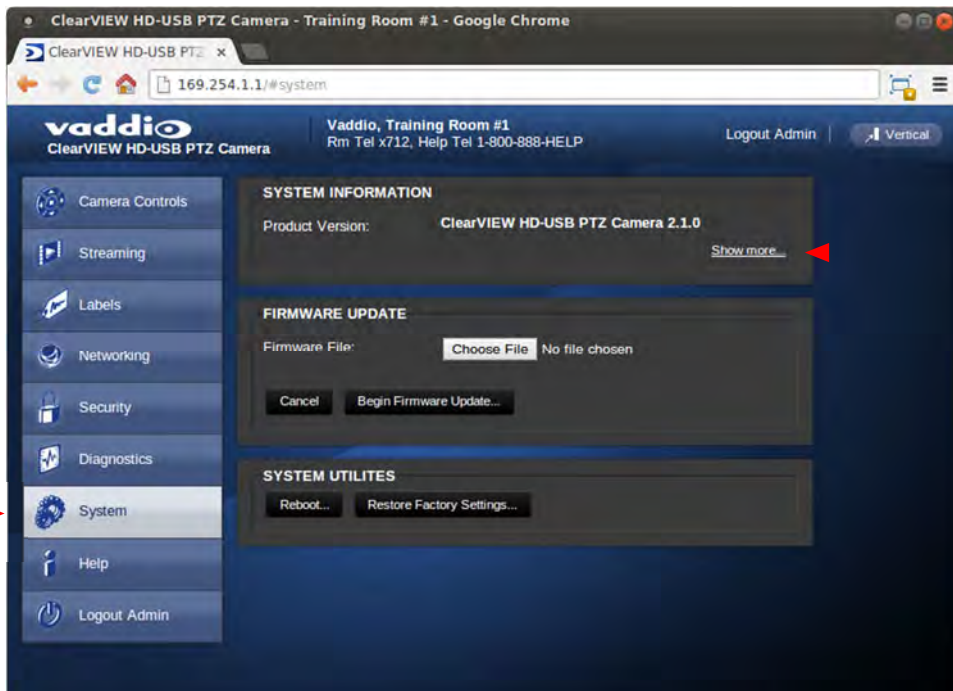 ClearVIEW HD-USB PTZ Camera - Training Room #1 - Google Chrome
ClearVIEW HD-USB PTZ
169.254.1.1/#system
vaddio
ClearVIEW HD-USB PTZ Camera
Vaddio, Training Room #1
Rm Tel x712, Help Tel 1-800-888-HELP
Logout Admin
Vertical
Camera Controls
Streaming
Labels
Networking
Security
Diagnostics
System
Help
Logout Admin
SYSTEM INFORMATION
Product Version: ClearVIEW HD-USB PTZ Camera 2.1.0
Show more...
FIRMWARE UPDATE
Firmware File: Choose File No file chosen
Cancel Begin Firmware Update...
SYSTEM UTILITES
Reboot... Restore Factory Settings...